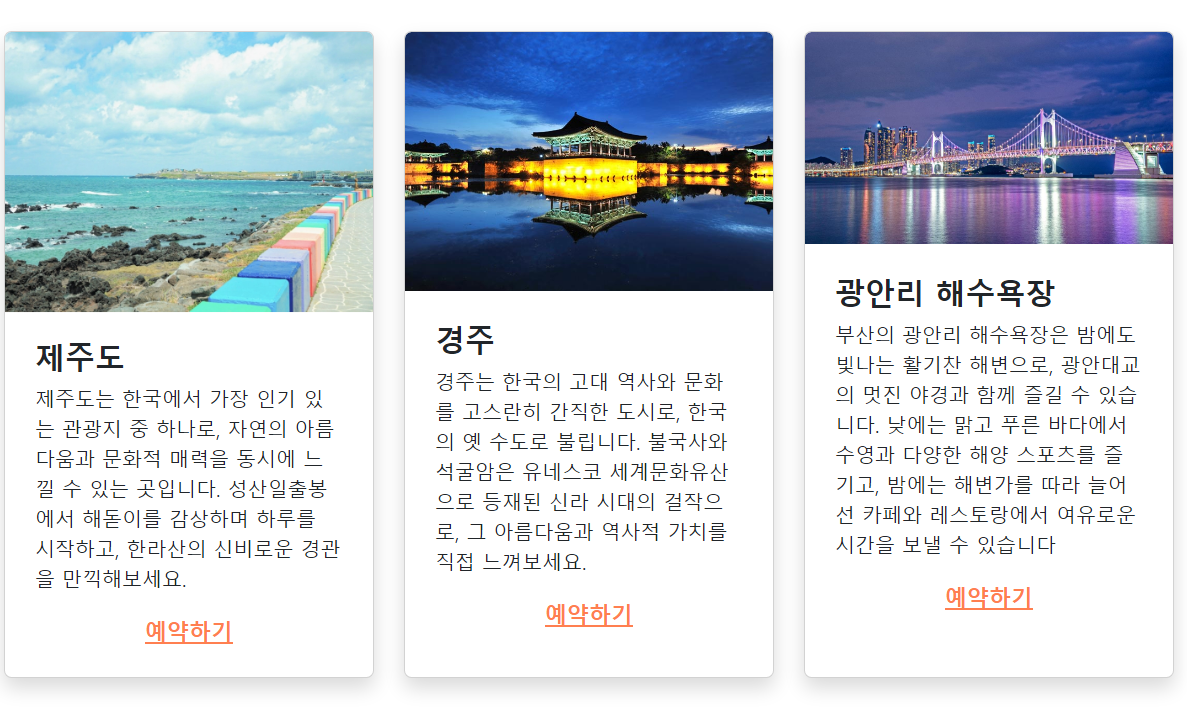 제주도
제주도는 한국에서 가장 인기 있
는 관광지 중 하나로, 자연의 아름
다움과 문화적 매력을 동시에 느
낄 수 있는 곳입니다. 성산일출봉
에서 해돋이를 감상하며 하루를
시작하고, 한라산의 신비로운 경관
을 만끽해보세요.
예약하기
경주
경주는 한국의 고대 역사와 문화
를 고스란히 간직한 도시로, 한국
의 옛 수도로 불립니다. 불국사와
석굴암은 유네스코 세계문화유산
으로 등재된 신라 시대의 걸작으
로, 그 아름다움과 역사적 가치를
직접 느껴보세요.
예약하기
광안리 해수욕장
부산의 광안리 해수욕장은 밤에도
빛나는 활기찬 해변으로, 광안대교
의 멋진 야경과 함께 즐길 수 있습
니다. 낮에는 맑고 푸른 바다에서
수영과 다양한 해양 스포츠를 즐
기고, 밤에는 해변가를 따라 늘어
선 카페와 레스토랑에서 여유로운
시간을 보낼 수 있습니다
예약하기